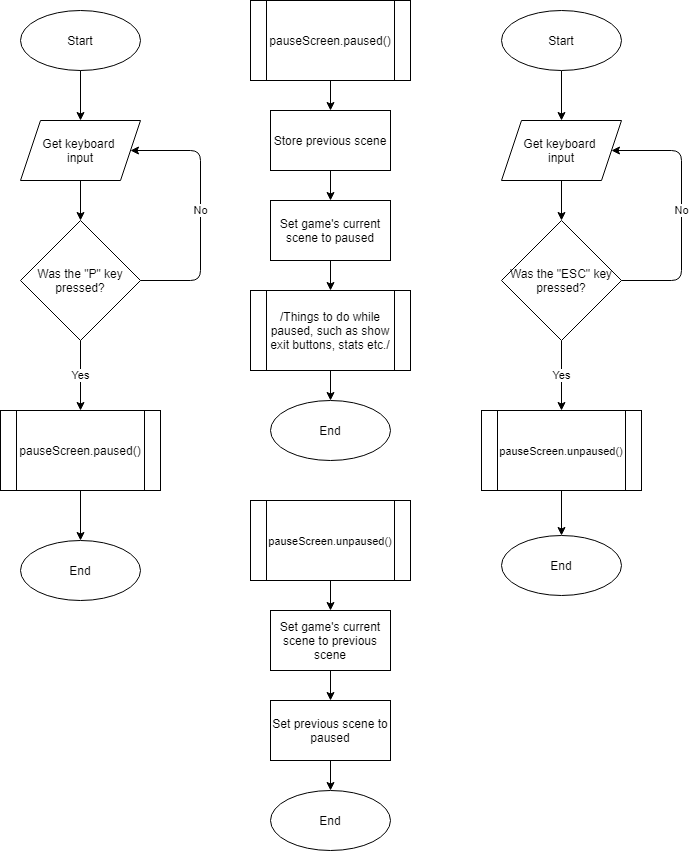 Start
Get keyboard
input
No
Was the "P" key
pressed?
Yes
pauseScreen.paused()
End
pauseScreen.paused()
Store previous scene
Set game's current
scene to paused
/Things to do while
paused, such as show
exit buttons, stats etc./
End
pauseScreen.unpaused()
Set game's current
scene to previous
scene
Set previous scene to
paused
End
Start
Get keyboard
input
No
Was the "ESC" key
pressed?
Yes
pauseScreen.unpaused()
End